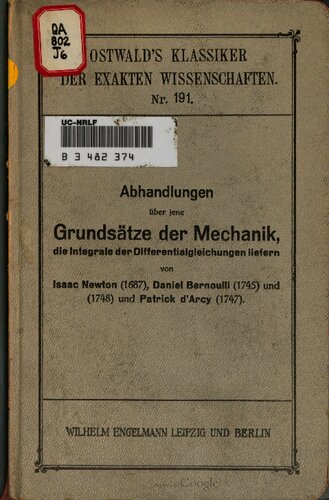 QA
802
J6
OSTWALD'S KLASSIKER
DER EXAKTEN WISSENSCHAFTEN.
Nr. 191.
UC-NRLF
B 3 482 374
Abhandlungen
über jene
Grundsätze der Mechanik,
die Integrale der Differentialgleichungen liefern
von
Isaac Newton (1687), Daniel Bernoulli (1745) und
(1748) und Patrick d'Arcy (1747).
WILHELM ENGELMANN LEIPZIG UND BERLIN
Google